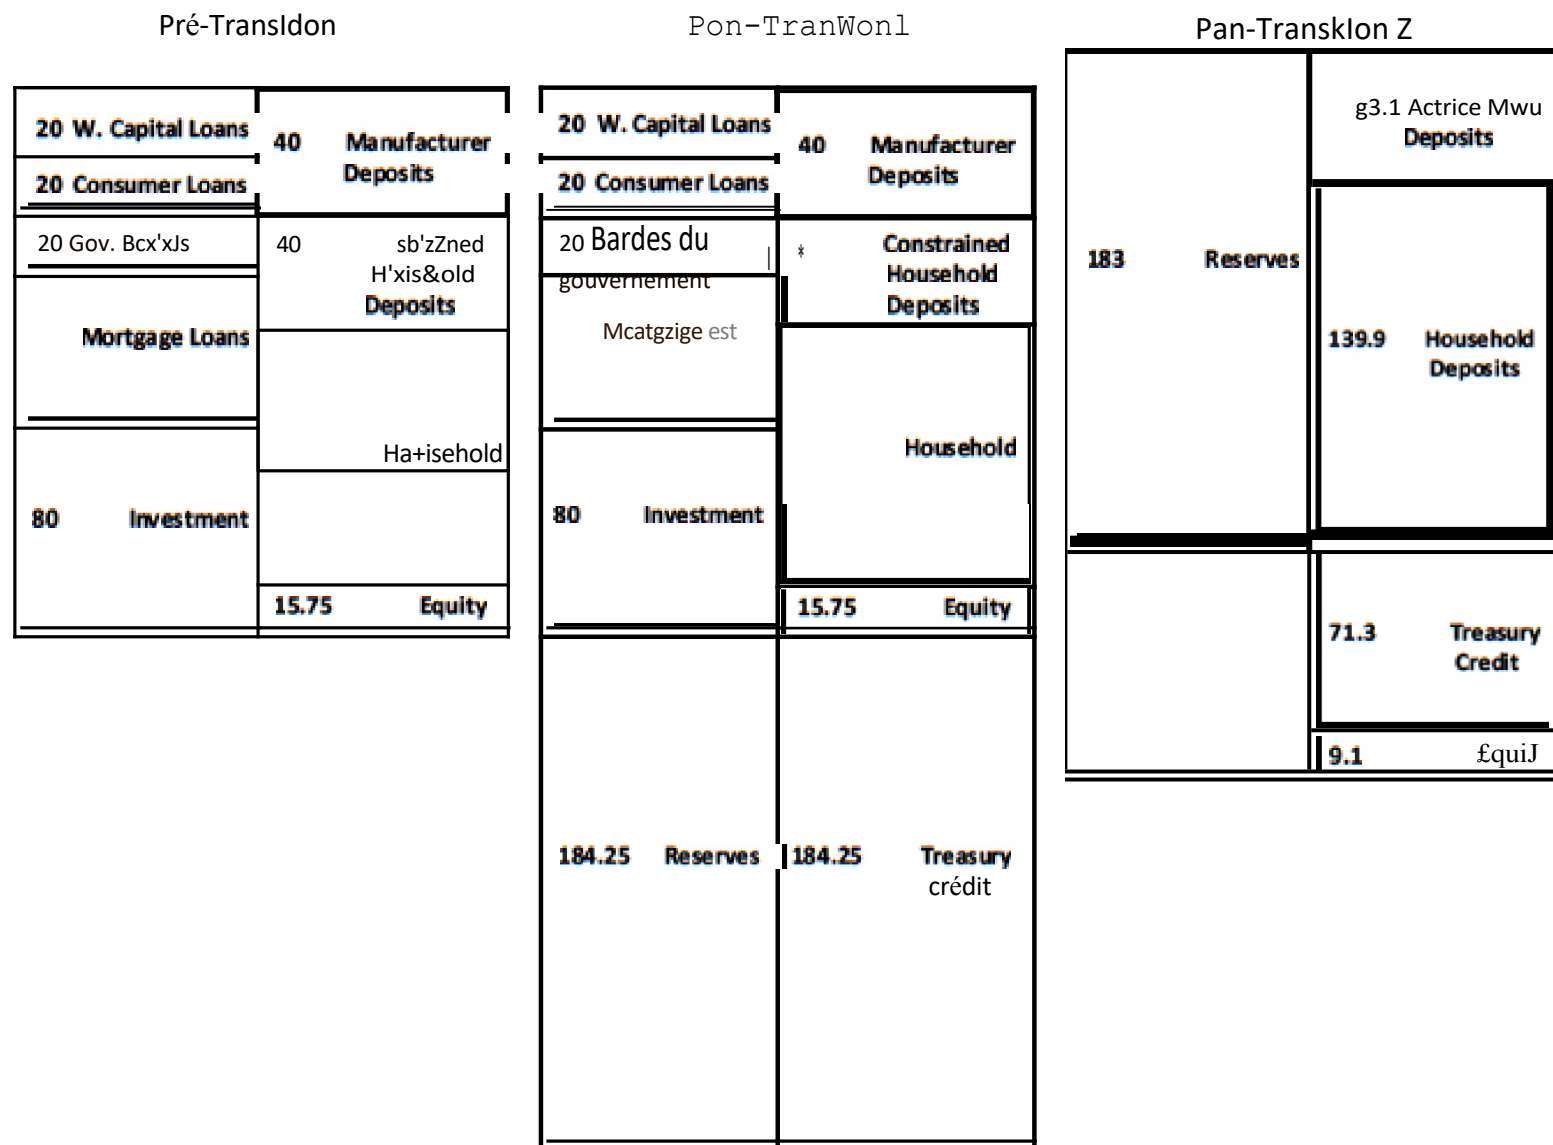 Pré-TransIdon
20 W. Capital Loans
20 Consumer Loans
40 Manufacturer
Deposits
20 Gov. Bcx'xJs
40 sb'zZned
H'xis&old
Deposits
Mortgage Loans
Ha+isehold
80 Investment
15.75 Equity
Pon-TranWonl
20 W. Capital Loans
20 Consumer Loans
40 Manufacturer
Deposits
20 Bardes du
gouvernement
* Constrained
Household
Deposits
Mcatgzige est
Household
80 Investment
15.75 Equity
184.25 Reserves
184.25 Treasury
crédit
Pan-Transklon Z
g3.1 Actrice Mwu
Deposits
183 Reserves
139.9 Household
Deposits
71.3 Treasury
Credit
9.1 £quiJ